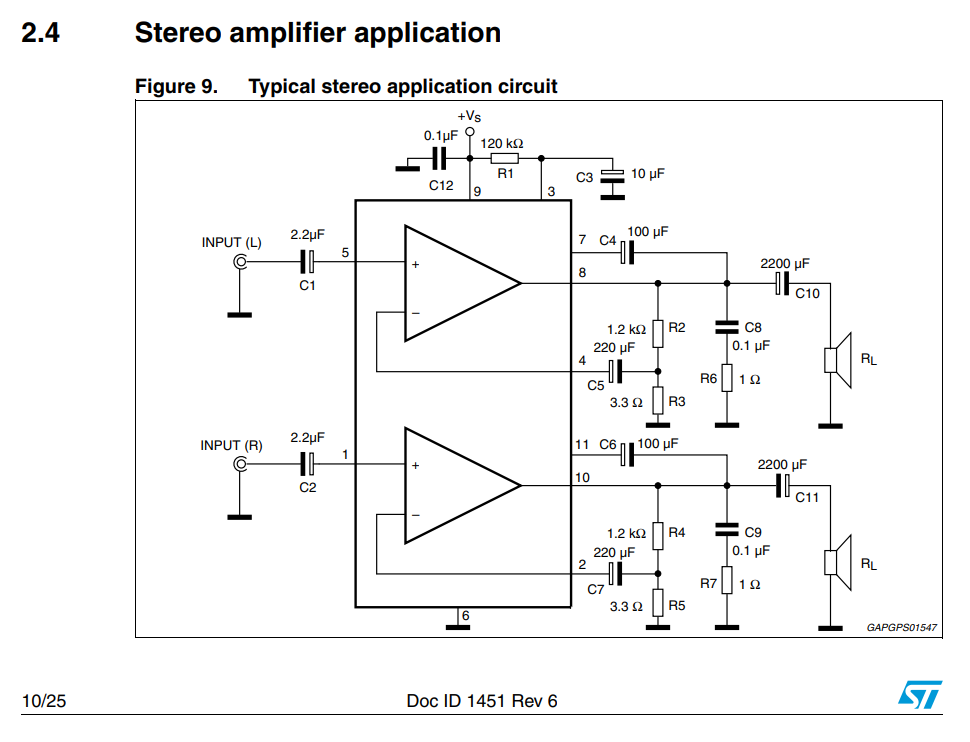 2.4 Stereo amplifier application
Figure 9. Typical stereo application circuit
+VS
0.1µF
120 kΩ
C12
R1
C3
10 µF
9
3
INPUT (L)
2.2µF
C1
5
+
–
7
C4
100 µF
8
2200 µF
C10
1.2 kΩ
R2
C8
0.1 µF
220 µF
4
C5
R6
1 Ω
3.3 Ω
R3
RL
INPUT (R)
2.2µF
C2
1
+
–
11
C6
100 µF
10
2200 µF
C11
1.2 kΩ
R4
C9
0.1 µF
220 µF
2
C7
R7
1 Ω
3.3 Ω
R5
RL
6
GAPGPS01547
10/25 Doc ID 1451 Rev 6 ST